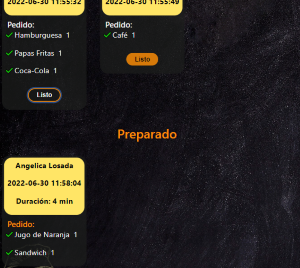 2022-06-30 11:55:32
Pedido:
Hamburguesa 1
Papas Fritas 1
Coca-Cola 1
Listo
2022-06-30 11:55:49
Pedido:
Café 1
Listo
Preparado
Angelica Losada
2022-06-30 11:58:04
Duración: 4 min
Pedido:
Jugo de Naranja 1
Sandwich 1